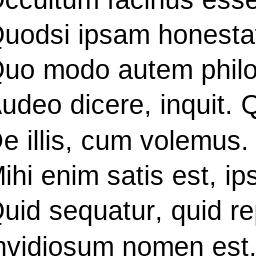 Occultum facinus esse
Quodsi ipsam honesta
Quo modo autem philo
Audeo dicere, inquit. Q
De illis, cum volemus.
Mihi enim satis est, ips
Quid sequatur, quid re
Invidiosum nomen est.